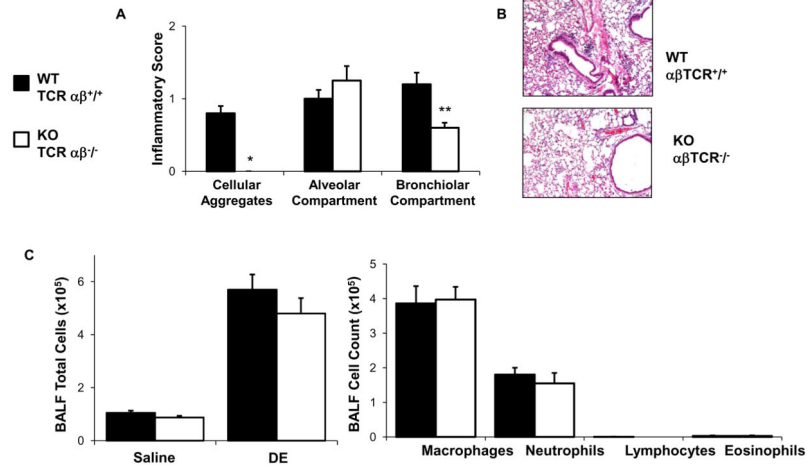 A
Inflammatory Score
2
1
0
*
**
Cellular Aggregates
Alveolar Compartment
Bronchiolar Compartment
WT
TCR αβ⁺/⁺
KO
TCR αβ⁻/⁻
B
WT
αβTCR⁺/⁺
KO
αβTCR⁻/⁻
C
BALF Total Cells (x10⁵)
6
4
2
0
Saline
DE
BALF Cell Count (x10⁵)
5
4
3
2
1
0
Macrophages
Neutrophils
Lymphocytes
Eosinophils